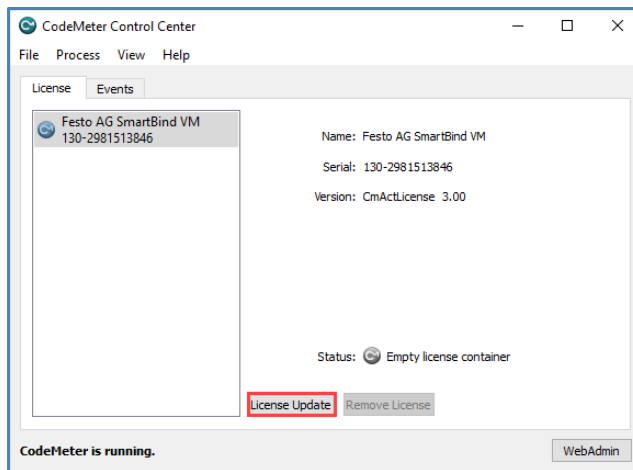 CodeMeter Control Center
File Process View Help
License Events
Festo AG SmartBind VM
130-2981513846
Name: Festo AG SmartBind VM
Serial: 130-2981513846
Version: CmActLicense 3.00
Status: Empty license container
License Update Remove License
CodeMeter is running. WebAdmin